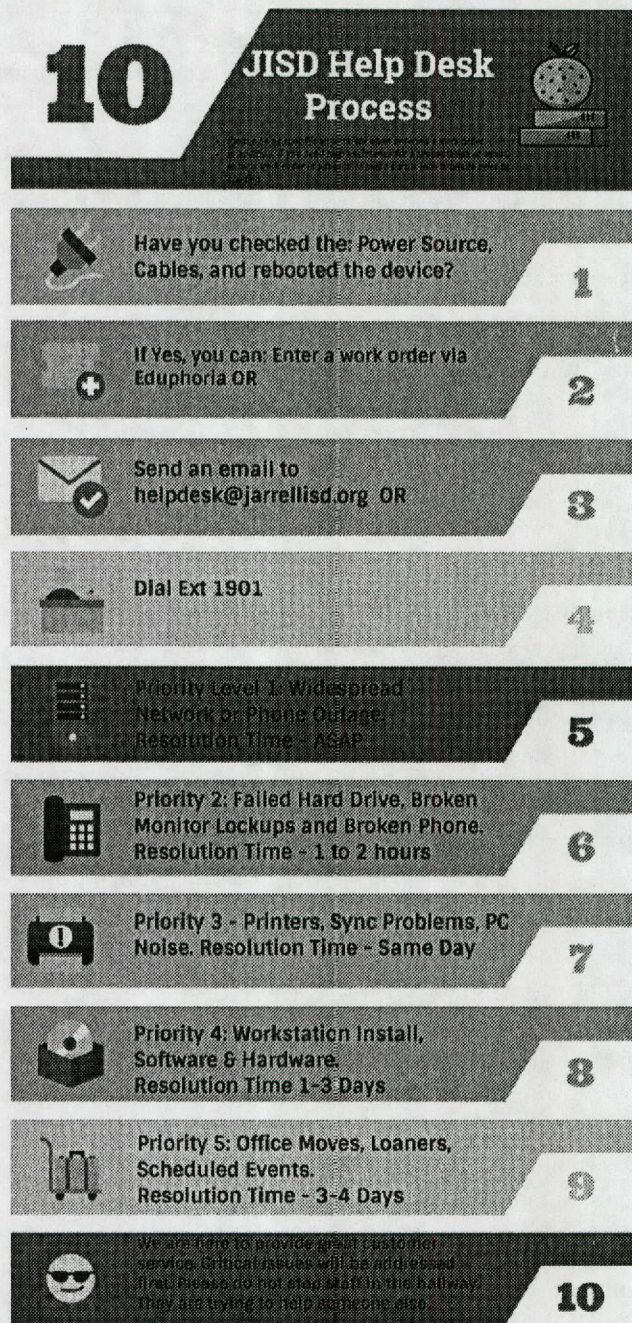 10
JISD Help Desk
Process
Have you checked the: Power Source,
Cables, and rebooted the device?
1
If Yes, you can: Enter a work order via
Eduphoria OR
2
Send an email to
helpdesk@jarrellisd.org OR
3
Dial Ext 1901
4
Priority Level 1: Widespread
Network or Phone Outage.
Resolution Time - ASAP
5
Priority 2: Failed Hard Drive, Broken
Monitor Lockups and Broken Phone.
Resolution Time - 1 to 2 hours
6
Priority 3 - Printers, Sync Problems, PC
Noise. Resolution Time - Same Day
7
Priority 4: Workstation Install,
Software & Hardware.
Resolution Time 1-3 Days
8
Priority 5: Office Moves, Loaners,
Scheduled Events.
Resolution Time - 3-4 Days
9
We are here to provide great customer
service. Critical issues will be addressed
first. Please do not stop staff in the hallway.
They are trying to help someone else.
10